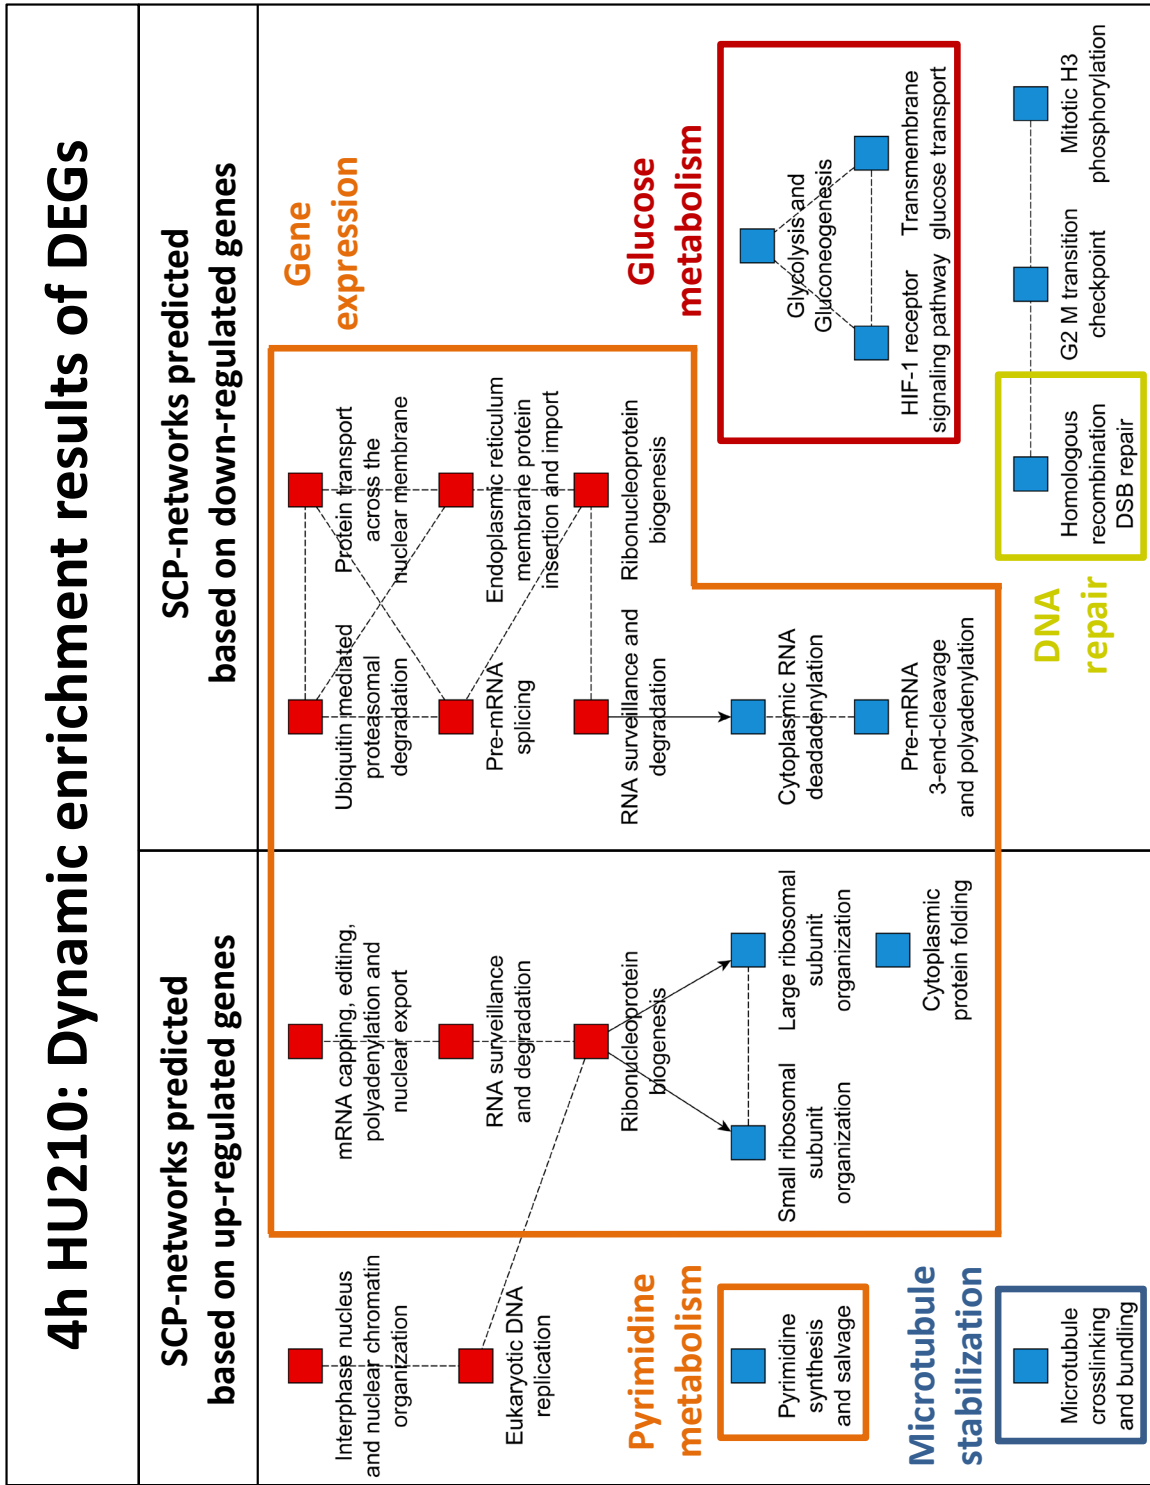 4h HU210: Dynamic enrichment results of DEGs
SCP-networks predicted
based on up-regulated genes
SCP-networks predicted
based on down-regulated genes
Interphase nucleus
and nuclear chromatin
organization
Eukaryotic DNA
replication
mRNA capping, editing,
polyadenylation and
nuclear export
RNA surveillance
and degradation
Ribonucleoprotein
biogenesis
Small ribosomal
subunit
organization
Large ribosomal
subunit
organization
Cytoplasmic
protein folding
Pyrimidine
metabolism
Pyrimidine
synthesis
and salvage
Microtubule
stabilization
Microtubule
crosslinking
and bundling
Gene
expression
Ubiquitin mediated
proteasomal
degradation
Protein transport
across the
nuclear membrane
Pre-mRNA
splicing
Endoplasmic reticulum
membrane protein
insertion and import
RNA surveillance and
degradation
Ribonucleoprotein
biogenesis
Cytoplasmic RNA
deadadenylation
Pre-mRNA
3-end-cleavage
and polyadenylation
Glucose
metabolism
Glycolysis and
Gluconeogenesis
HIF-1 receptor
signaling pathway
Transmembrane
glucose transport
DNA
repair
Homologous
recombination
DSB repair
G2 M transition
checkpoint
Mitotic H3
phosphorylation